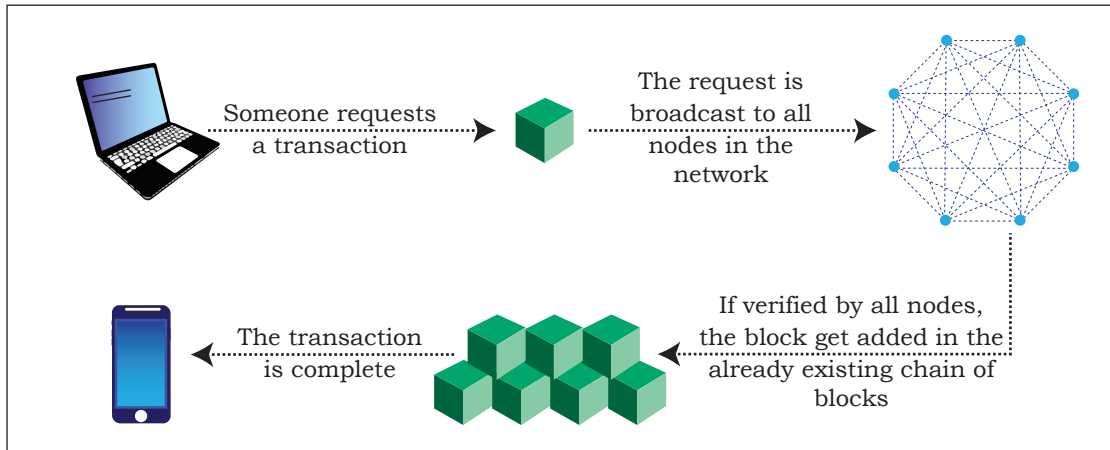 Someone requests
a transaction
The request is
broadcast to all
nodes in the
network
If verified by all nodes,
the block get added in the
already existing chain of
blocks
The transaction
is complete